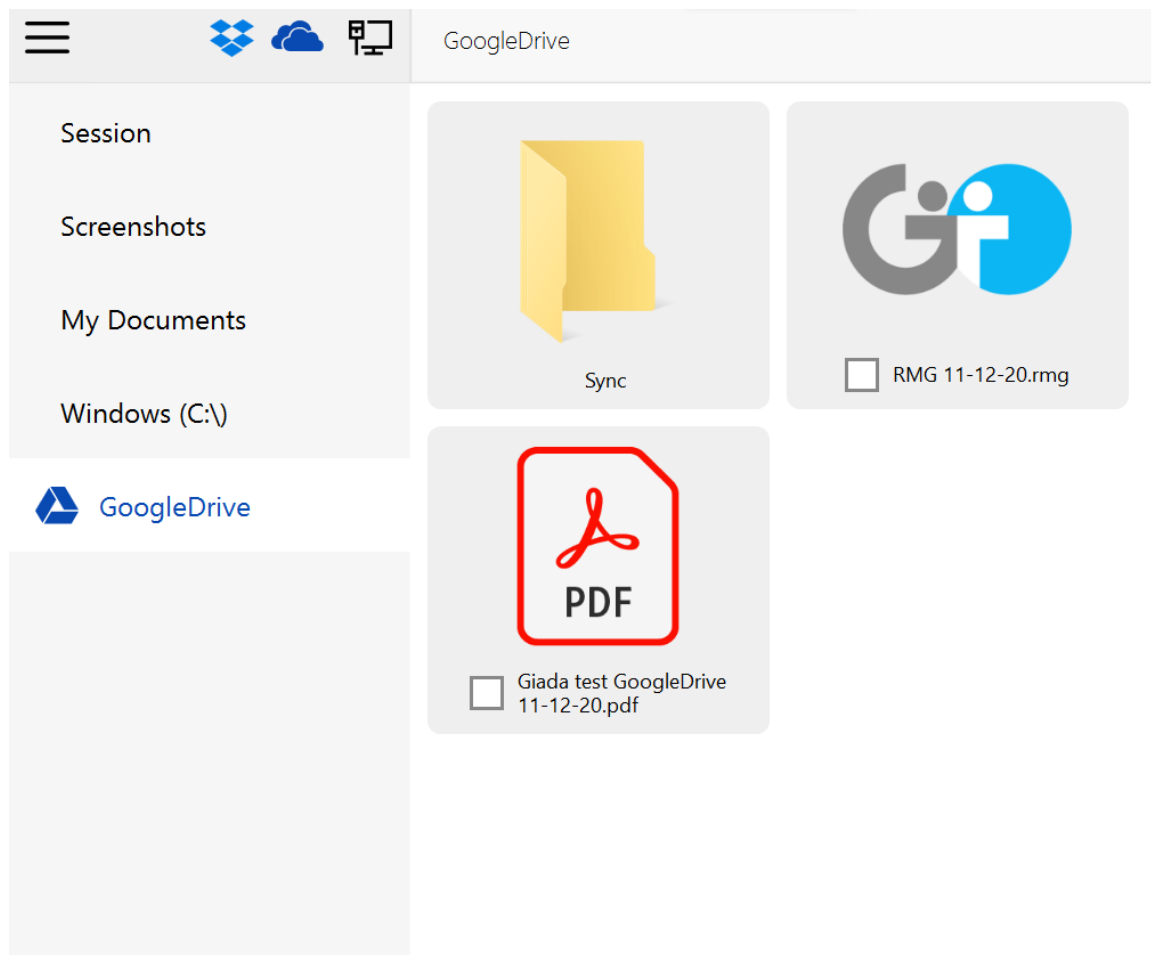 GoogleDrive
Session
Screenshots
My Documents
Windows (C:\)
GoogleDrive
Sync
RMG 11-12-20.rmg
PDF
Giada test GoogleDrive
11-12-20.pdf